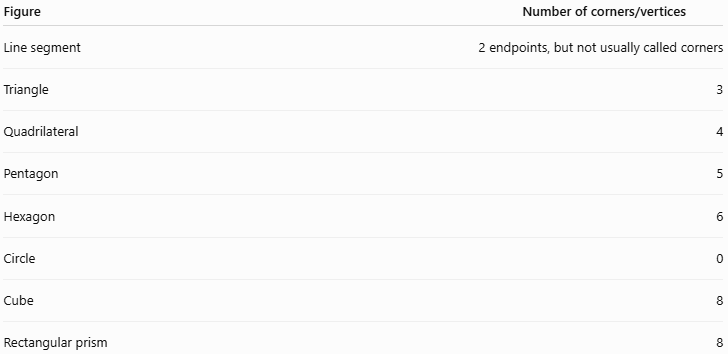 Figure Number of corners/vertices
Line segment 2 endpoints, but not usually called corners
Triangle 3
Quadrilateral 4
Pentagon 5
Hexagon 6
Circle 0
Cube 8
Rectangular prism 8